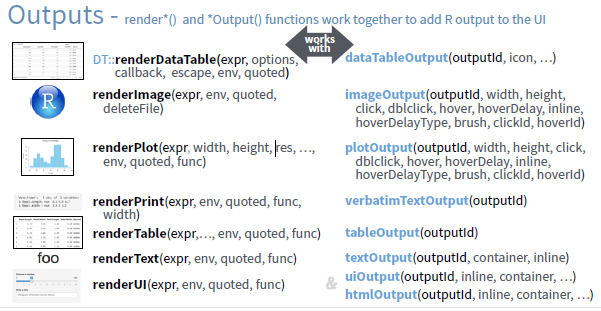 Outputs - render*() and *Output() functions work together to add R output to the UI
works
with
DT::renderDataTable(expr, options,
callback, escape, env, quoted)
dataTableOutput(outputId, icon, …)
R
renderImage(expr, env, quoted,
deleteFile)
imageOutput(outputId, width, height,
click, dblclick, hover, hoverDelay, inline,
hoverDelayType, brush, clickId, hoverId)
renderPlot(expr, width, height, res, …,
env, quoted, func)
plotOutput(outputId, width, height, click,
dblclick, hover, hoverDelay, inline,
hoverDelayType, brush, clickId, hoverId)
renderPrint(expr, env, quoted, func,
width)
verbatimTextOutput(outputId)
renderTable(expr,…, env, quoted, func)
tableOutput(outputId)
foo
renderText(expr, env, quoted, func)
textOutput(outputId, container, inline)
renderUI(expr, env, quoted, func)
&
uiOutput(outputId, inline, container, …)
htmlOutput(outputId, inline, container, …)